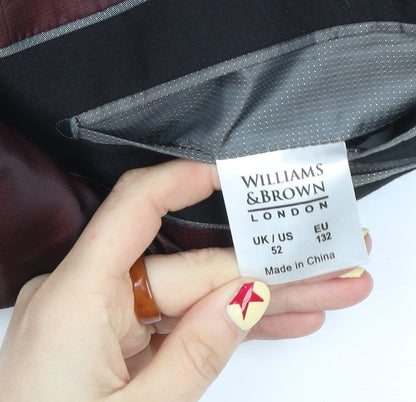 WILLIAMS
&BROWN
LONDON
UK / US EU
52 132
Made in China